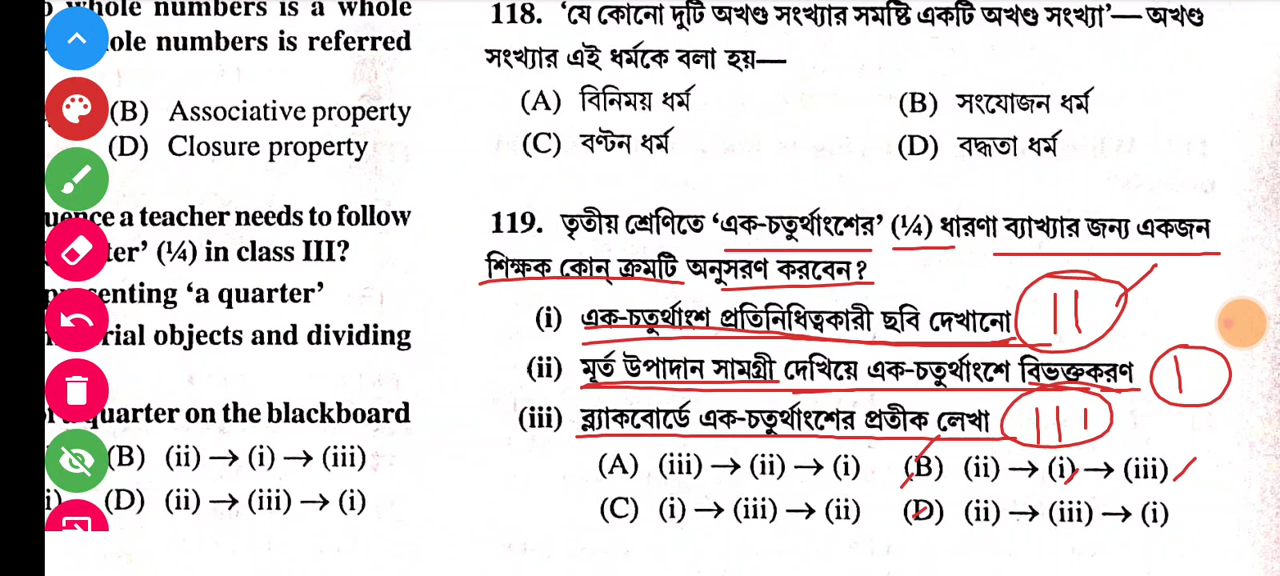 whole numbers is a whole
ole numbers is referred
(B) Associative property
(D) Closure property
uence a teacher needs to follow
ter’ (¼) in class III?
enting ‘a quarter’
rial objects and dividing
quarter on the blackboard
(B) (ii) → (i) → (iii)
i) (D) (ii) → (iii) → (i)
118. ‘যে কোনো দুটি অখণ্ড সংখ্যার সমষ্টি একটি অখণ্ড সংখ্যা’— অখণ্ড
সংখ্যার এই ধর্মকে বলা হয়—
(A) বিনিময় ধর্ম (B) সংযোজন ধর্ম
(C) বণ্টন ধর্ম (D) বদ্ধতা ধর্ম
119. তৃতীয় শ্রেণিতে ‘এক-চতুর্থাংশের’ (¼) ধারণা ব্যাখ্যার জন্য একজন
শিক্ষক কোন্ ক্রমটি অনুসরণ করবেন?
(i) এক-চতুর্থাংশ প্রতিনিধিত্বকারী ছবি দেখানো II
(ii) মূর্ত উপাদান সামগ্রী দেখিয়ে এক-চতুর্থাংশে বিভক্তকরণ I
(iii) ব্ল্যাকবোর্ডে এক-চতুর্থাংশের প্রতীক লেখা III
(A) (iii) → (ii) → (i) (B) (ii) → (i) → (iii)
(C) (i) → (iii) → (ii) (D) (ii) → (iii) → (i)